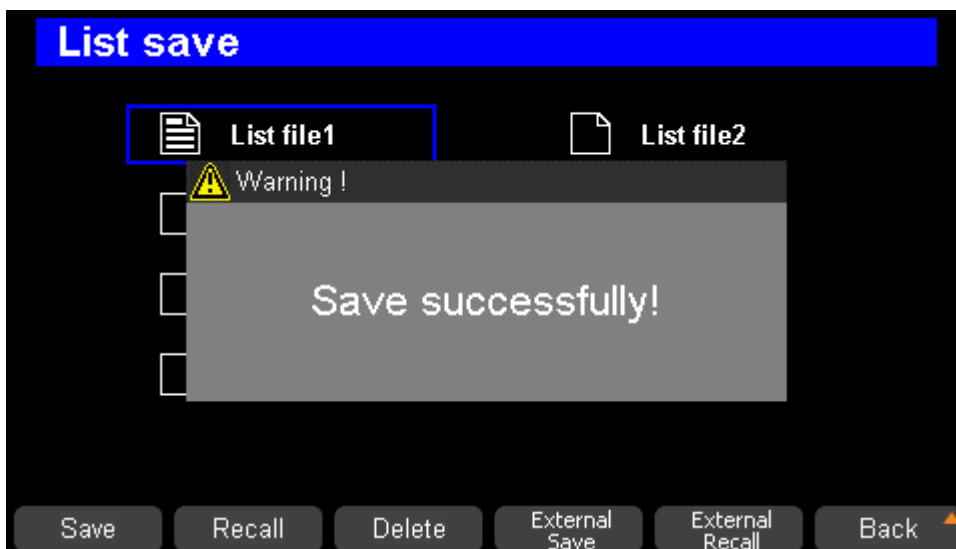 List save
List file1
List file2
Warning !
Save successfully!
Save
Recall
Delete
External
Save
External
Recall
Back